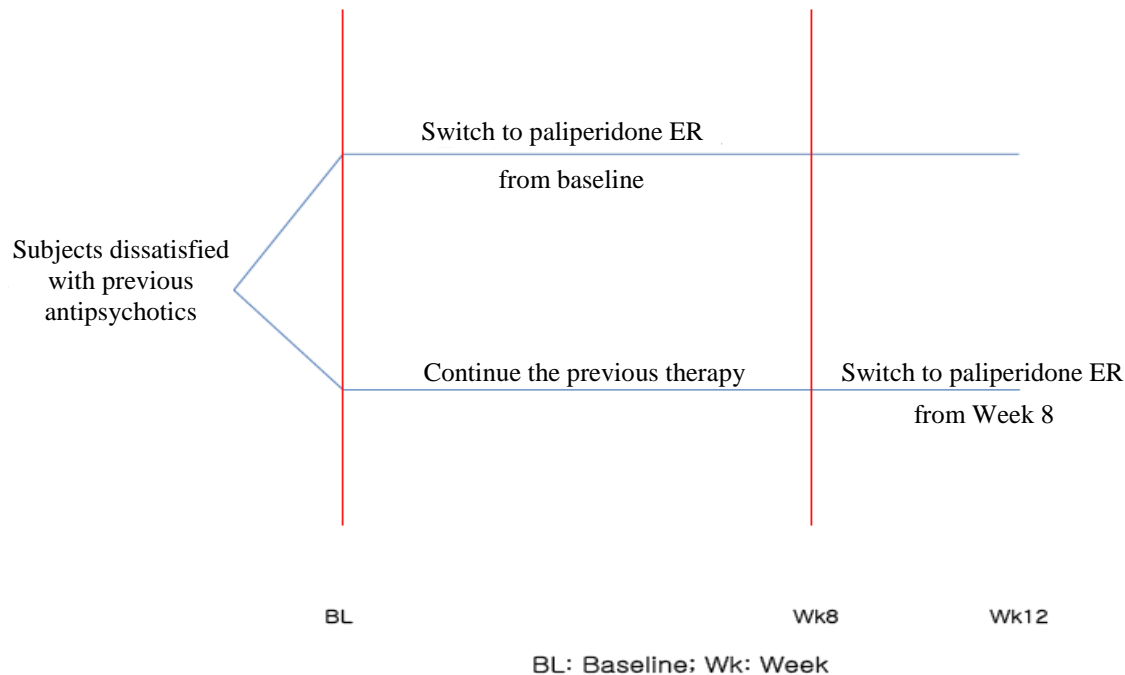 Switch to paliperidone ER
from baseline
Subjects dissatisfied
with previous
antipsychotics
Continue the previous therapy
Switch to paliperidone ER
from Week 8
BL
Wk8
Wk12
BL: Baseline; Wk: Week